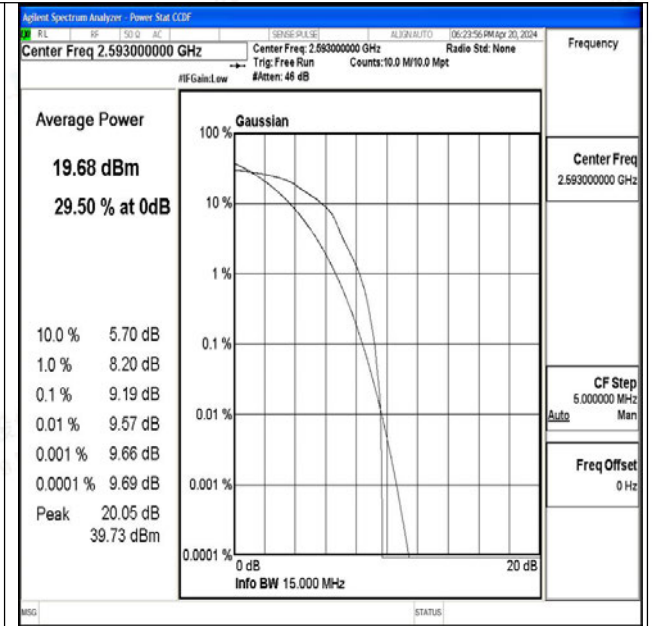 Agilent Spectrum Analyzer - Power Stat CCDF
RL RF 50 Ω AC SENSE:PULSE ALIGN AUTO 06:23:56 PM Apr 20, 2024
Center Freq 2.593000000 GHz
Center Freq: 2.593000000 GHz Radio Std: None
Trig: Free Run Counts:10.0 M/10.0 Mpt
#IFGain:Low #Atten: 46 dB
Frequency
Average Power
19.68 dBm
29.50 % at 0dB
10.0 % 5.70 dB
1.0 % 8.20 dB
0.1 % 9.19 dB
0.01 % 9.57 dB
0.001 % 9.66 dB
0.0001 % 9.69 dB
Peak 20.05 dB
39.73 dBm
Gaussian
100 %
10 %
1 %
0.1 %
0.01 %
0.001 %
0.0001 %
0 dB 20 dB
Info BW 15.000 MHz
Center Freq
2.593000000 GHz
CF Step
5.000000 MHz
Auto Man
Freq Offset
0 Hz
MSG STATUS